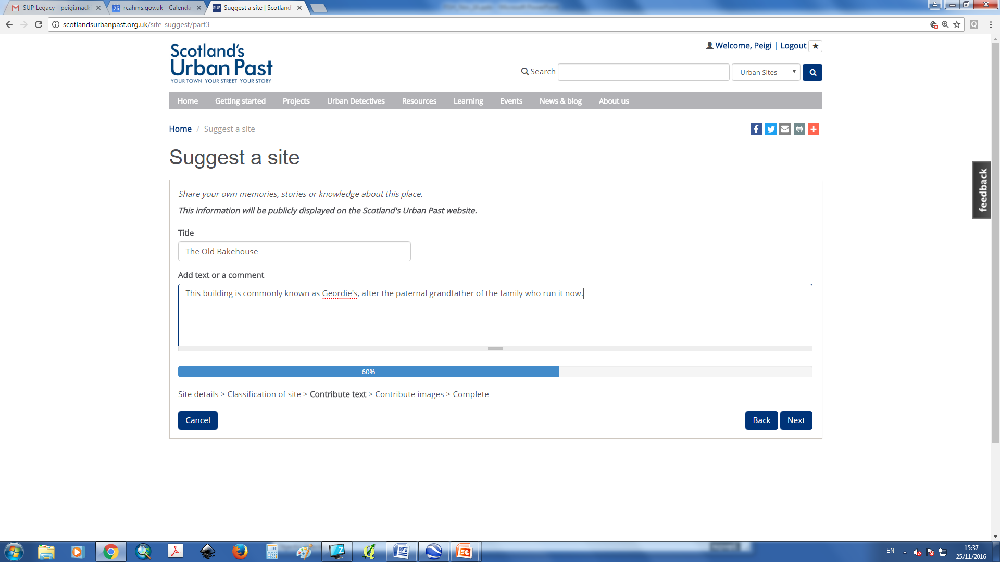 SUP Legacy - peigi.mack
rcahms.gov.uk - Calenda
Suggest a site | Scotland'
scotlandsurbanpast.org.uk/site_suggest/part3
Scotland's
Urban Past
YOUR TOWN YOUR STREET YOUR STORY
Welcome, Peigi | Logout
Search
Urban Sites
Home Getting started Projects Urban Detectives Resources Learning Events News & blog About us
Home / Suggest a site
Suggest a site
feedback
Share your own memories, stories or knowledge about this place.
This information will be publicly displayed on the Scotland's Urban Past website.
Title
The Old Bakehouse
Add text or a comment
This building is commonly known as Geordie's, after the paternal grandfather of the family who run it now.
60%
Site details > Classification of site > Contribute text > Contribute images > Complete
Cancel
Back Next
EN
15:37
25/11/2016